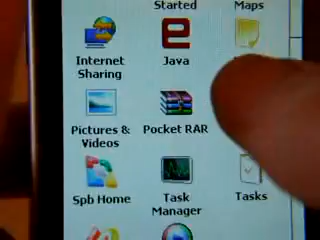 Started
Maps
Internet
Sharing
Java
Pictures &
Videos
Pocket RAR
Spb Home
Task
Manager
Tasks